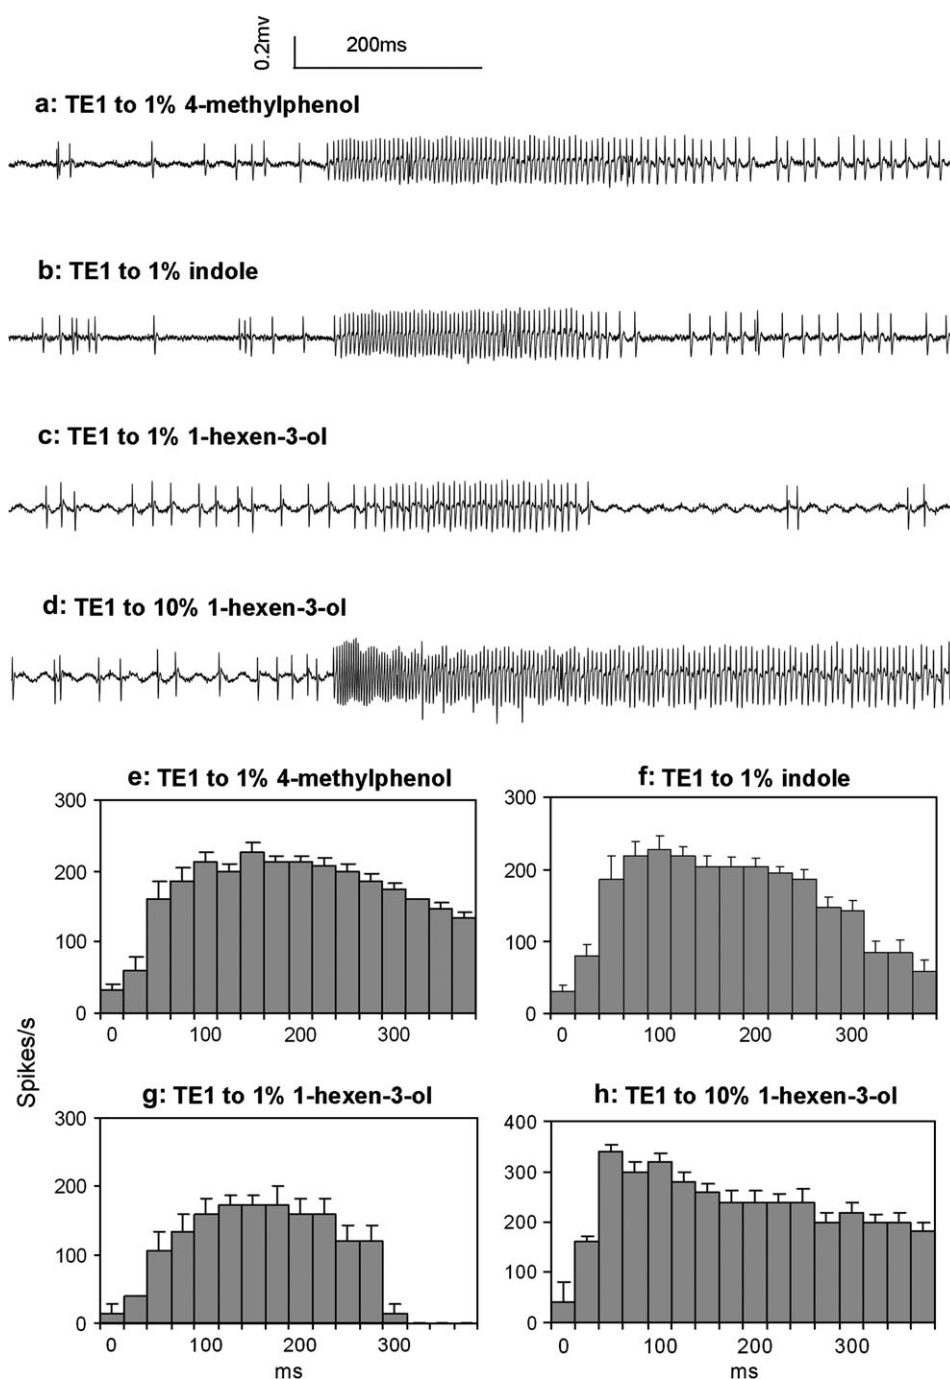 0.2mv
200ms
a: TE1 to 1% 4-methylphenol
b: TE1 to 1% indole
c: TE1 to 1% 1-hexen-3-ol
d: TE1 to 10% 1-hexen-3-ol
e: TE1 to 1% 4-methylphenol
300
200
100
0
0 100 200 300
f: TE1 to 1% indole
300
200
100
0
0 100 200 300
Spikes/s
g: TE1 to 1% 1-hexen-3-ol
300
200
100
0
0 100 200 300
ms
h: TE1 to 10% 1-hexen-3-ol
400
300
200
100
0
0 100 200 300
ms